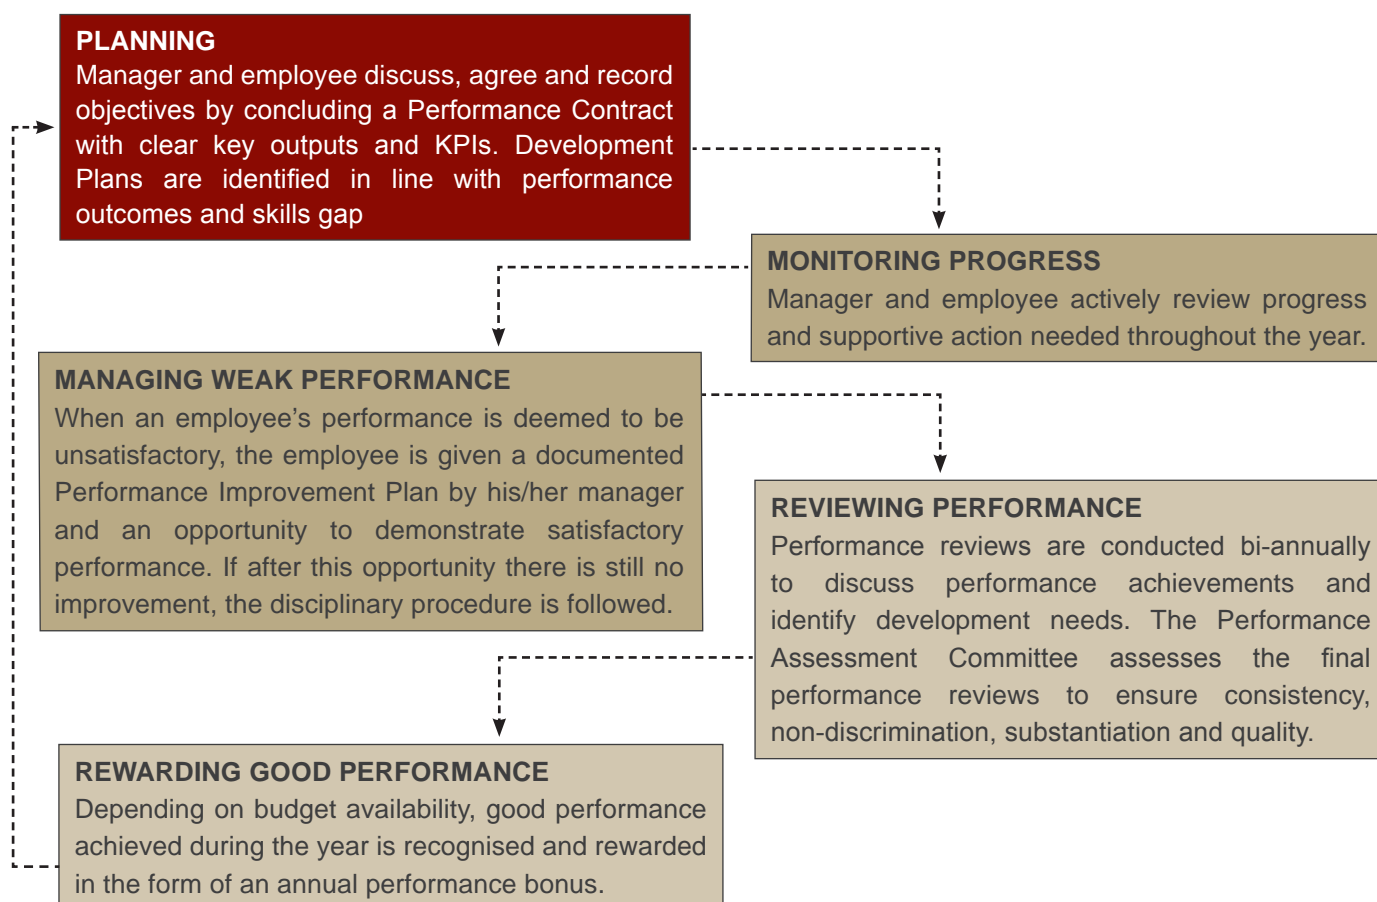 PLANNING
Manager and employee discuss, agree and record
objectives by concluding a Performance Contract
with clear key outputs and KPIs. Development
Plans are identified in line with performance
outcomes and skills gap
MONITORING PROGRESS
Manager and employee actively review progress
and supportive action needed throughout the year.
MANAGING WEAK PERFORMANCE
When an employee’s performance is deemed to be
unsatisfactory, the employee is given a documented
Performance Improvement Plan by his/her manager
and an opportunity to demonstrate satisfactory
performance. If after this opportunity there is still no
improvement, the disciplinary procedure is followed.
REVIEWING PERFORMANCE
Performance reviews are conducted bi-annually
to discuss performance achievements and
identify development needs. The Performance
Assessment Committee assesses the final
performance reviews to ensure consistency,
non-discrimination, substantiation and quality.
REWARDING GOOD PERFORMANCE
Depending on budget availability, good performance
achieved during the year is recognised and rewarded
in the form of an annual performance bonus.